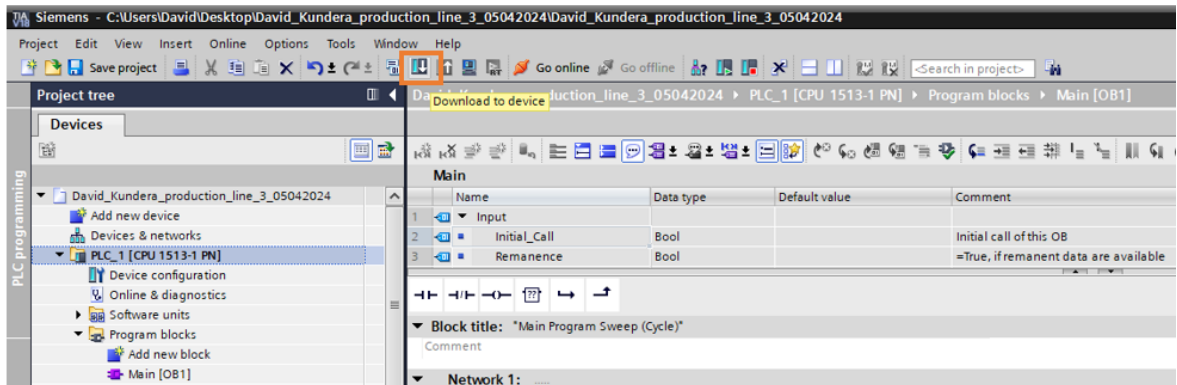 Siemens - C:\Users\David\Desktop\David_Kundera_production_line_3_05042024\David_Kundera_production_line_3_05042024
Project Edit View Insert Online Options Tools Window Help
Save project Go online Go offline <Search in project>
Project tree
PLC_1 [CPU 1513-1 PN] Program blocks Main [OB1]
Download to device
Devices
PLC programming
Main
Name Data type Default value Comment
1 Input
2 Initial_Call Bool Initial call of this OB
3 Remanence Bool =True, if remanent data are available
David_Kundera_production_line_3_05042024
Add new device
Devices & networks
PLC_1 [CPU 1513-1 PN]
Device configuration
Online & diagnostics
Software units
Program blocks
Add new block
Main [OB1]
Block title: "Main Program Sweep (Cycle)"
Comment
Network 1: .....